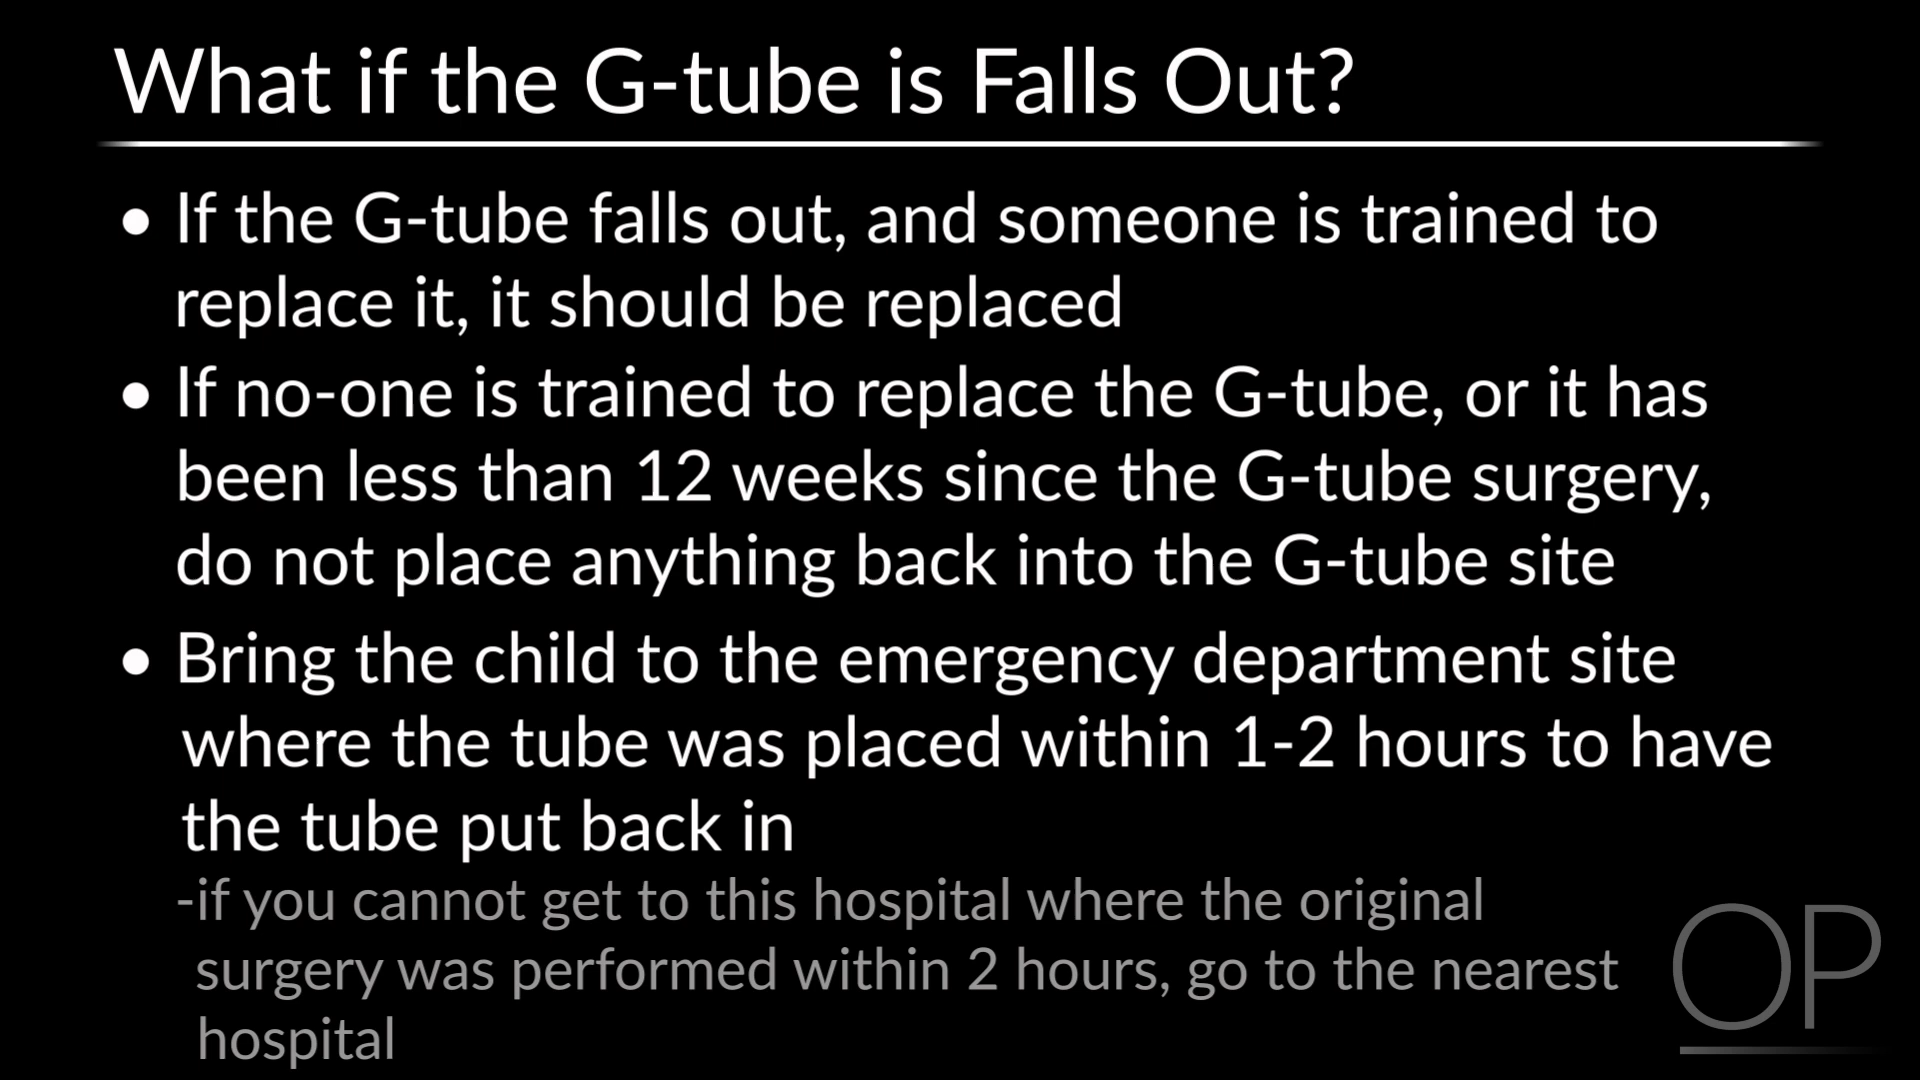 What if the G-tube is Falls Out?
• If the G-tube falls out, and someone is trained to
replace it, it should be replaced
• If no-one is trained to replace the G-tube, or it has
been less than 12 weeks since the G-tube surgery,
do not place anything back into the G-tube site
• Bring the child to the emergency department site
where the tube was placed within 1-2 hours to have
the tube put back in
-if you cannot get to this hospital where the original
surgery was performed within 2 hours, go to the nearest
hospital
OP